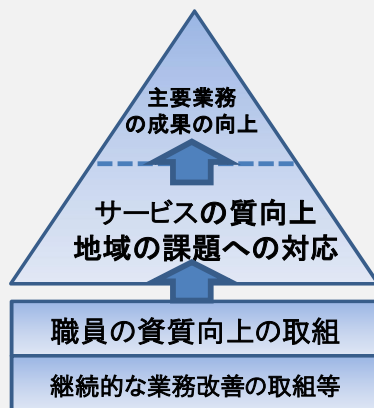 主要業務
の成果の向上
サービスの質向上
地域の課題への対応
職員の資質向上の取組
継続的な業務改善の取組等